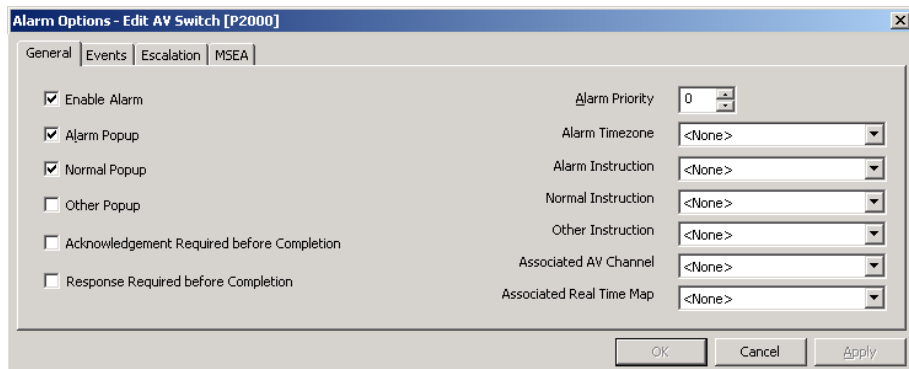 Alarm Options - Edit AV Switch [P2000]
General Events Escalation MSEA
Enable Alarm
Alarm Popup
Normal Popup
Other Popup
Acknowledgement Required before Completion
Response Required before Completion
Alarm Priority 0
Alarm Timezone <None>
Alarm Instruction <None>
Normal Instruction <None>
Other Instruction <None>
Associated AV Channel <None>
Associated Real Time Map <None>
OK Cancel Apply